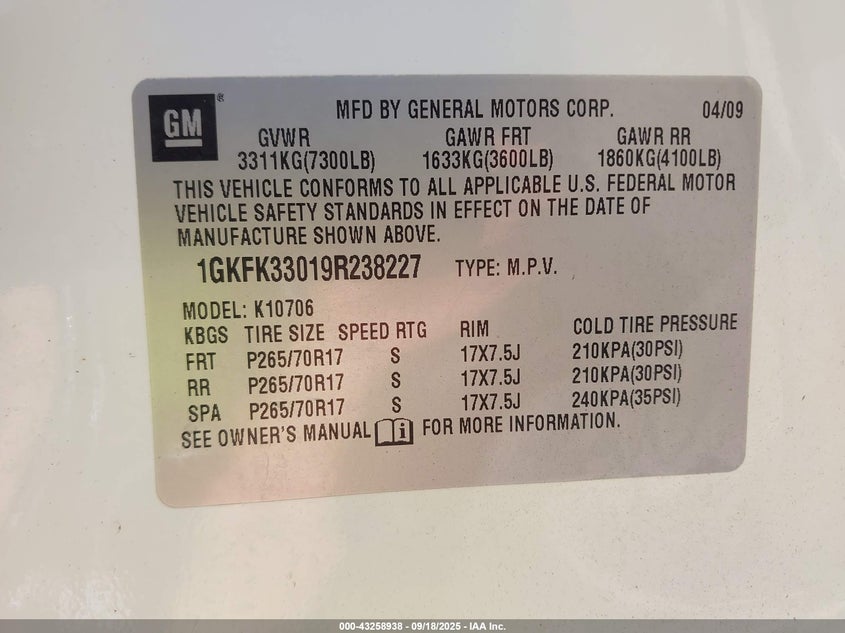 GM®
MFD BY GENERAL MOTORS CORP. 04/09
GVWR GAWR FRT GAWR RR
3311KG(7300LB) 1633KG(3600LB) 1860KG(4100LB)
THIS VEHICLE CONFORMS TO ALL APPLICABLE U.S. FEDERAL MOTOR
VEHICLE SAFETY STANDARDS IN EFFECT ON THE DATE OF
MANUFACTURE SHOWN ABOVE.
1GKFK33019R238227 TYPE: M.P.V.
MODEL: K10706
KBGS TIRE SIZE SPEED RTG RIM COLD TIRE PRESSURE
FRT P265/70R17 S 17X7.5J 210KPA(30PSI)
RR P265/70R17 S 17X7.5J 210KPA(30PSI)
SPA P265/70R17 S 17X7.5J 240KPA(35PSI)
SEE OWNER'S MANUAL i FOR MORE INFORMATION.
000-43258938 - 09/18/2025 - IAA Inc.